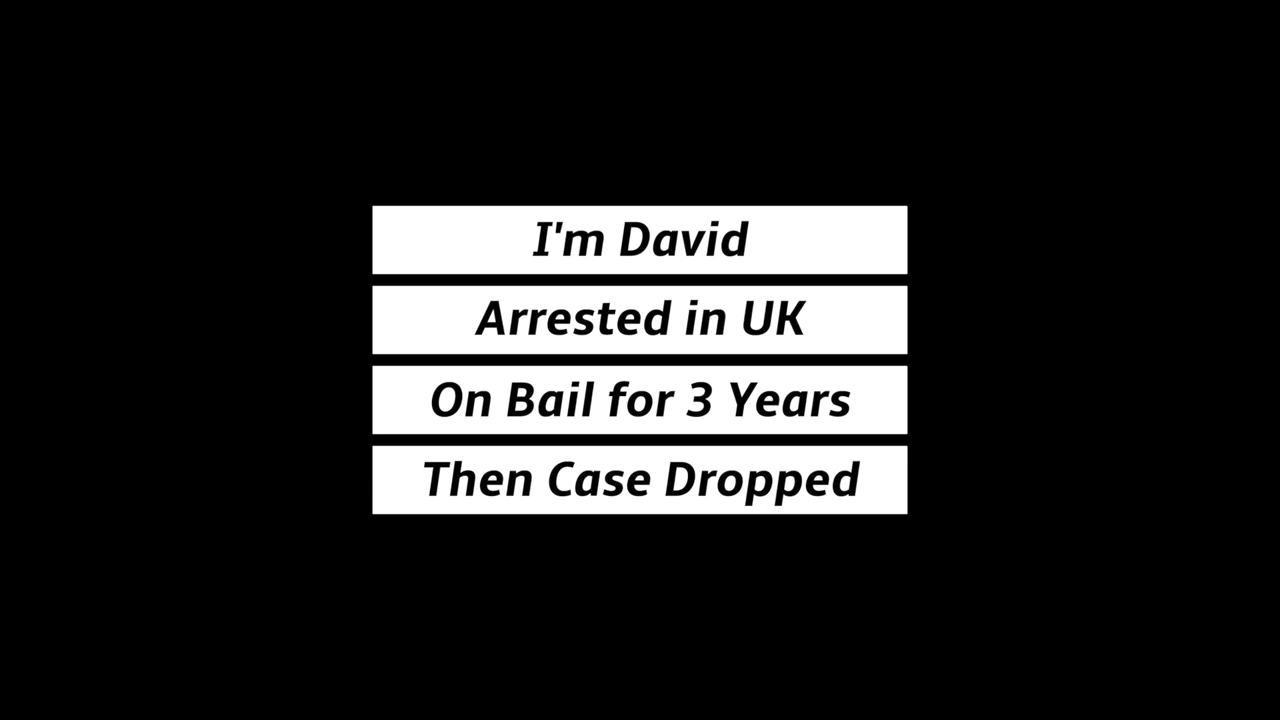 I'm David
Arrested in UK
On Bail for 3 Years
Then Case Dropped